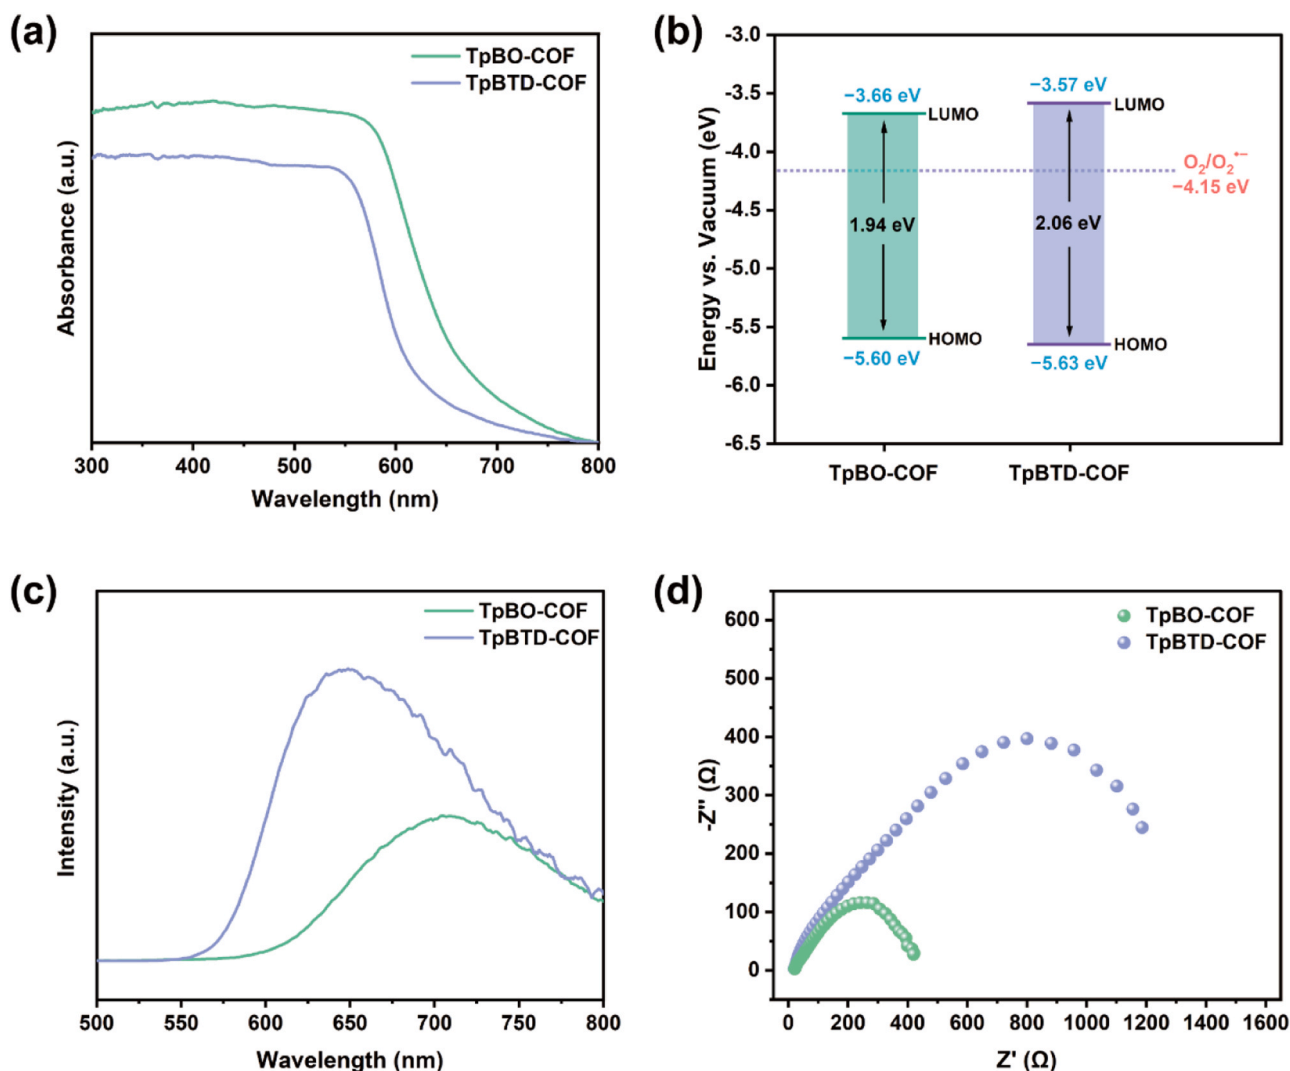 (a)
TpBO-COF
TpBTD-COF
Absorbance (a.u.)
300 400 500 600 700 800
Wavelength (nm)
(b)
-3.0
-3.5
-4.0
-4.5
-5.0
-5.5
-6.0
-6.5
Energy vs. Vacuum (eV)
−3.66 eV
LUMO
−3.57 eV
LUMO
O₂/O₂•−
−4.15 eV
1.94 eV
2.06 eV
HOMO
−5.60 eV
HOMO
−5.63 eV
TpBO-COF TpBTD-COF
(c)
TpBO-COF
TpBTD-COF
Intensity (a.u.)
500 550 600 650 700 750 800
Wavelength (nm)
(d)
TpBO-COF
TpBTD-COF
600
500
400
300
200
100
0
-Z'' (Ω)
0 200 400 600 800 1000 1200 1400 1600
Z' (Ω)